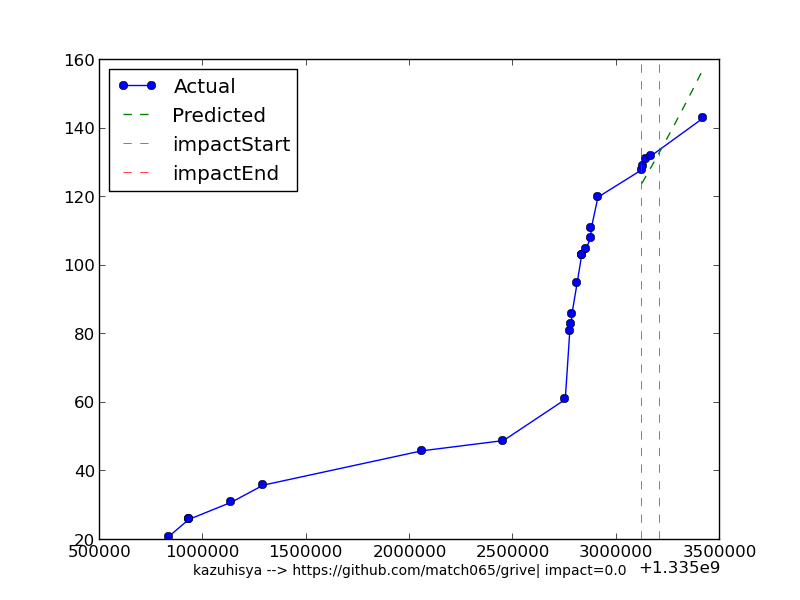 160
140
120
100
80
60
40
20
Actual
Predicted
impactStart
impactEnd
500000 1000000 1500000 2000000 2500000 3000000 3500000
+1.335e9
kazuhisya --> https://github.com/match065/grive| impact=0.0